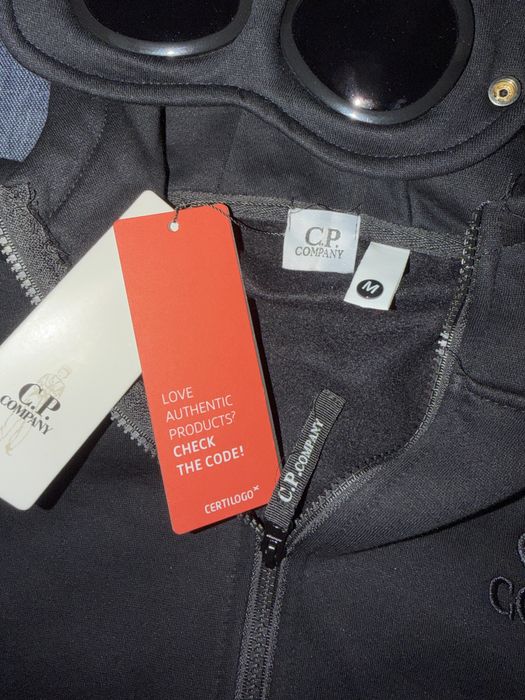 C.P.
COMPANY
M
C.P.
COMPANY
LOVE
AUTHENTIC
PRODUCTS?
CHECK
THE CODE!
CERTILOGO
C.P. COMPANY